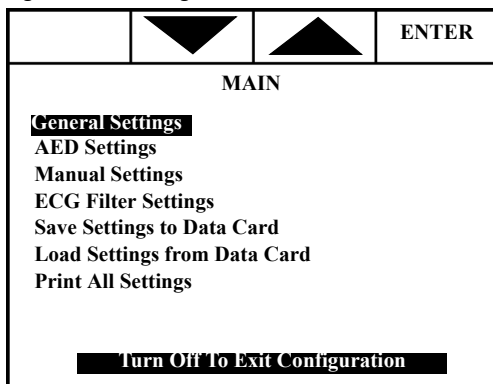 ENTER
MAIN
General Settings
AED Settings
Manual Settings
ECG Filter Settings
Save Settings to Data Card
Load Settings from Data Card
Print All Settings
Turn Off To Exit Configuration